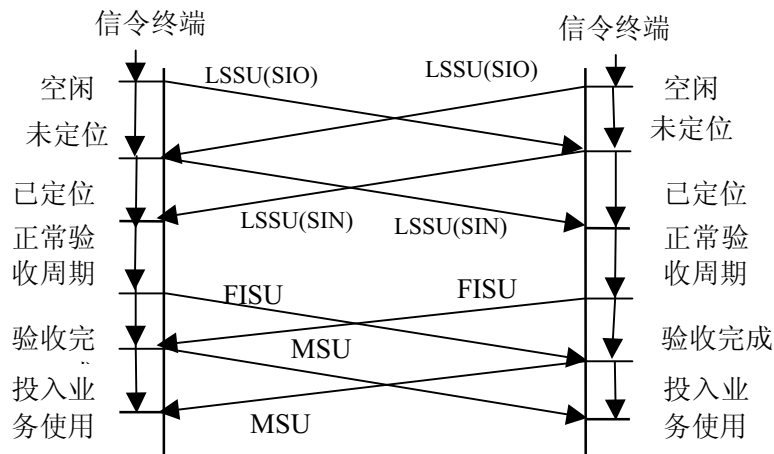 信令终端
信令终端
LSSU(SIO)
LSSU(SIO)
空闲
空闲
未定位
未定位
已定位
已定位
LSSU(SIN)
LSSU(SIN)
正常验
收周期
正常验
收周期
FISU
FISU
验收完
验收完成
MSU
投入业
务使用
投入业
务使用
MSU